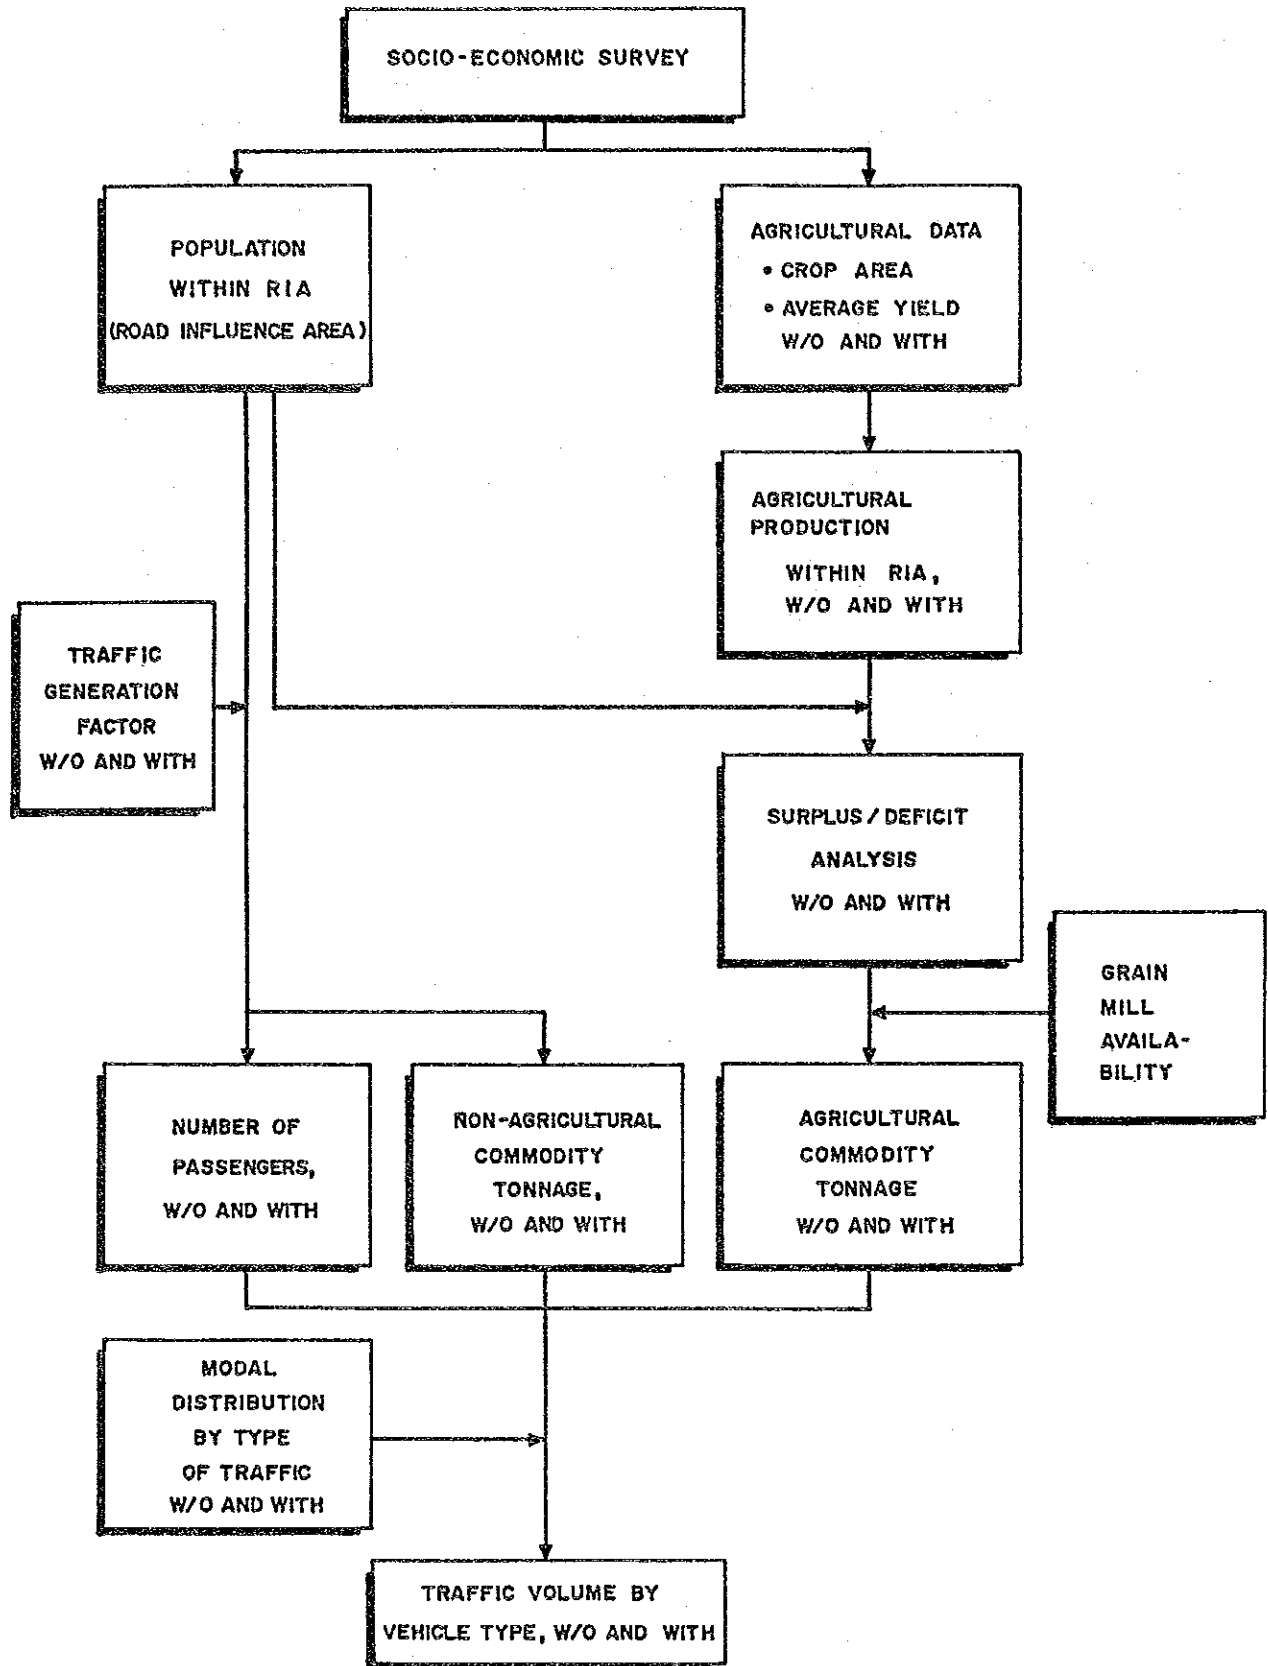 SOCIO-ECONOMIC SURVEY
POPULATION
WITHIN RIA
(ROAD INFLUENCE AREA)
AGRICULTURAL DATA
• CROP AREA
• AVERAGE YIELD
W/O AND WITH
AGRICULTURAL
PRODUCTION
WITHIN RIA,
W/O AND WITH
TRAFFIC
GENERATION
FACTOR
W/O AND WITH
SURPLUS/DEFICIT
ANALYSIS
W/O AND WITH
GRAIN
MILL
AVAILA-
BILITY
NUMBER OF
PASSENGERS,
W/O AND WITH
NON-AGRICULTURAL
COMMODITY
TONNAGE,
W/O AND WITH
AGRICULTURAL
COMMODITY
TONNAGE
W/O AND WITH
MODAL
DISTRIBUTION
BY TYPE
OF TRAFFIC
W/O AND WITH
TRAFFIC VOLUME BY
VEHICLE TYPE, W/O AND WITH